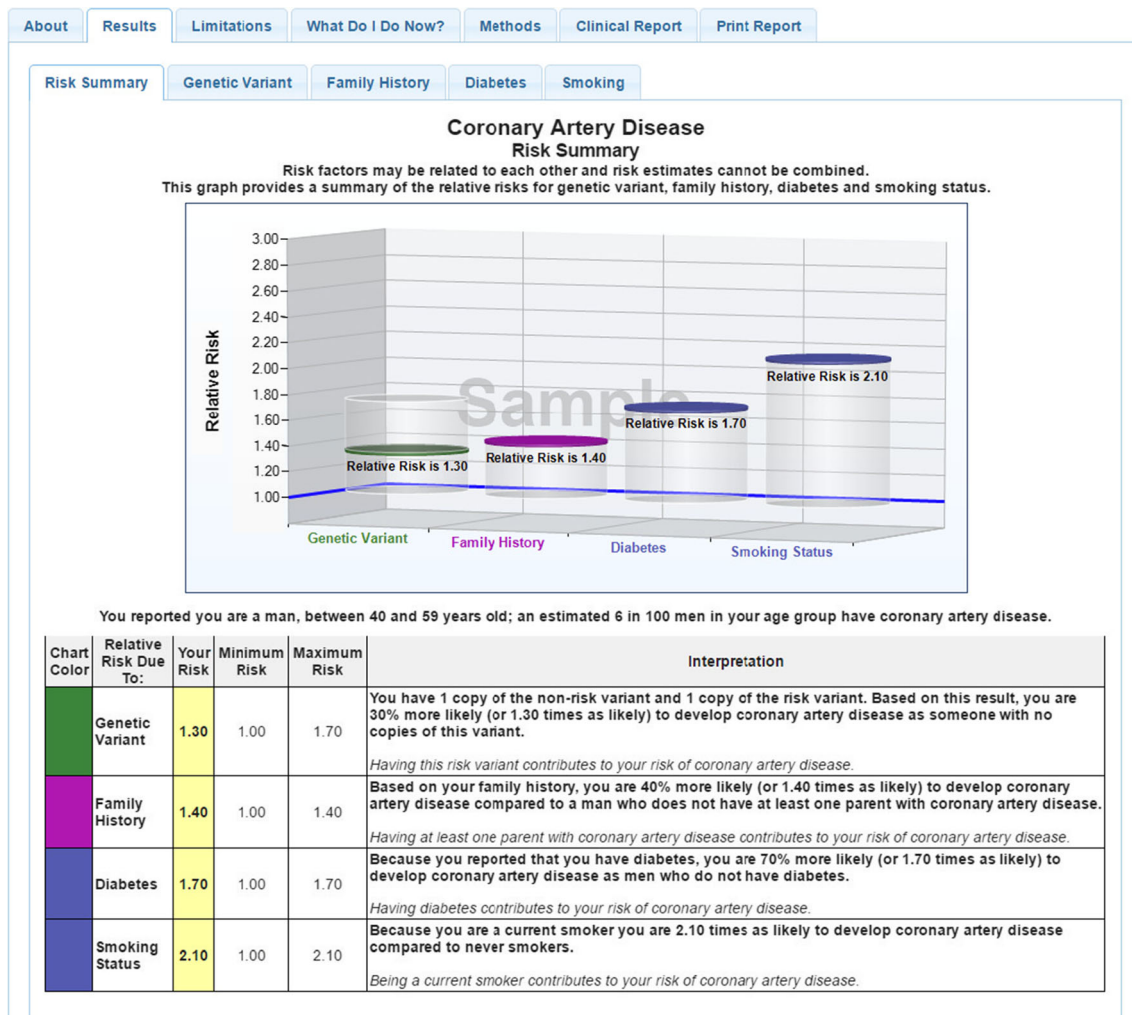 About
Results
Limitations
What Do I Do Now?
Methods
Clinical Report
Print Report
Risk Summary
Genetic Variant
Family History
Diabetes
Smoking
Coronary Artery Disease
Risk Summary
Risk factors may be related to each other and risk estimates cannot be combined.
This graph provides a summary of the relative risks for genetic variant, family history, diabetes and smoking status.
Relative Risk
3.00
2.80
2.60
2.40
2.20
2.00
1.80
1.60
1.40
1.20
1.00
Sample
Relative Risk is 1.30
Relative Risk is 1.40
Relative Risk is 1.70
Relative Risk is 2.10
Genetic Variant
Family History
Diabetes
Smoking Status
You reported you are a man, between 40 and 59 years old; an estimated 6 in 100 men in your age group have coronary artery disease.
Chart
Color
Relative
Risk Due
To:
Your
Risk
Minimum
Risk
Maximum
Risk
Interpretation
Genetic
Variant
1.30
1.00
1.70
You have 1 copy of the non-risk variant and 1 copy of the risk variant. Based on this result, you are
30% more likely (or 1.30 times as likely) to develop coronary artery disease as someone with no
copies of this variant.
Having this risk variant contributes to your risk of coronary artery disease.
Family
History
1.40
1.00
1.40
Based on your family history, you are 40% more likely (or 1.40 times as likely) to develop coronary
artery disease compared to a man who does not have at least one parent with coronary artery disease.
Having at least one parent with coronary artery disease contributes to your risk of coronary artery disease.
Diabetes
1.70
1.00
1.70
Because you reported that you have diabetes, you are 70% more likely (or 1.70 times as likely) to
develop coronary artery disease as men who do not have diabetes.
Having diabetes contributes to your risk of coronary artery disease.
Smoking
Status
2.10
1.00
2.10
Because you are a current smoker you are 2.10 times as likely to develop coronary artery disease
compared to never smokers.
Being a current smoker contributes to your risk of coronary artery disease.